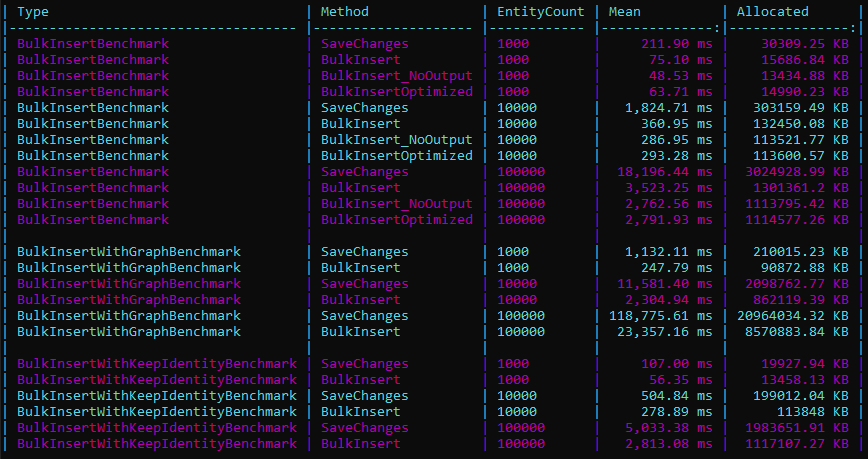 | Type | Method | EntityCount | Mean | Allocated |
|------------------------------------ |-------------------- |------------ |--------------:|---------------:|
| BulkInsertBenchmark | SaveChanges | 1000 | 211.90 ms | 30309.25 KB |
| BulkInsertBenchmark | BulkInsert | 1000 | 75.10 ms | 15686.84 KB |
| BulkInsertBenchmark | BulkInsert_NoOutput | 1000 | 48.53 ms | 13434.88 KB |
| BulkInsertBenchmark | BulkInsertOptimized | 1000 | 63.71 ms | 14990.23 KB |
| BulkInsertBenchmark | SaveChanges | 10000 | 1,824.71 ms | 303159.49 KB |
| BulkInsertBenchmark | BulkInsert | 10000 | 360.95 ms | 132450.08 KB |
| BulkInsertBenchmark | BulkInsert_NoOutput | 10000 | 286.95 ms | 113521.77 KB |
| BulkInsertBenchmark | BulkInsertOptimized | 10000 | 293.28 ms | 113600.57 KB |
| BulkInsertBenchmark | SaveChanges | 100000 | 18,196.44 ms | 3024928.99 KB |
| BulkInsertBenchmark | BulkInsert | 100000 | 3,523.25 ms | 1301361.2 KB |
| BulkInsertBenchmark | BulkInsert_NoOutput | 100000 | 2,762.56 ms | 1113795.42 KB |
| BulkInsertBenchmark | BulkInsertOptimized | 100000 | 2,791.93 ms | 1114577.26 KB |
| | | | | |
| BulkInsertWithGraphBenchmark | SaveChanges | 1000 | 1,132.11 ms | 210015.23 KB |
| BulkInsertWithGraphBenchmark | BulkInsert | 1000 | 247.79 ms | 90872.88 KB |
| BulkInsertWithGraphBenchmark | SaveChanges | 10000 | 11,581.40 ms | 2098762.77 KB |
| BulkInsertWithGraphBenchmark | BulkInsert | 10000 | 2,304.94 ms | 862119.39 KB |
| BulkInsertWithGraphBenchmark | SaveChanges | 100000 | 118,775.61 ms | 20964034.32 KB |
| BulkInsertWithGraphBenchmark | BulkInsert | 100000 | 23,357.16 ms | 8570883.84 KB |
| | | | | |
| BulkInsertWithKeepIdentityBenchmark | SaveChanges | 1000 | 107.00 ms | 19927.94 KB |
| BulkInsertWithKeepIdentityBenchmark | BulkInsert | 1000 | 56.35 ms | 13458.13 KB |
| BulkInsertWithKeepIdentityBenchmark | SaveChanges | 10000 | 504.84 ms | 199012.04 KB |
| BulkInsertWithKeepIdentityBenchmark | BulkInsert | 10000 | 278.89 ms | 113848 KB |
| BulkInsertWithKeepIdentityBenchmark | SaveChanges | 100000 | 5,033.38 ms | 1983651.91 KB |
| BulkInsertWithKeepIdentityBenchmark | BulkInsert | 100000 | 2,813.08 ms | 1117107.27 KB |